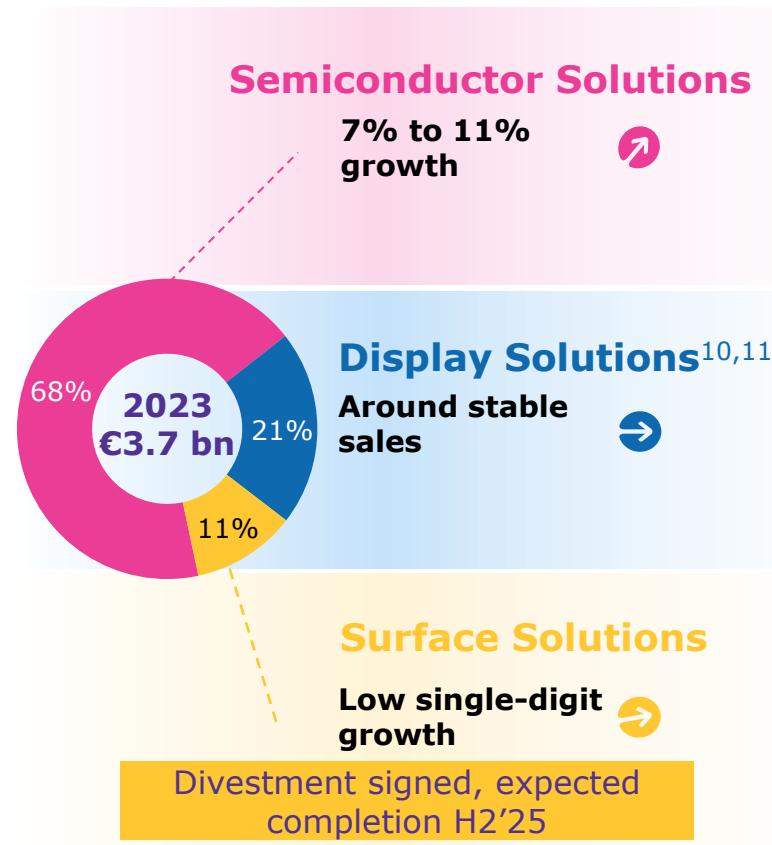 Semiconductor Solutions
7% to 11%
growth
68%
2023
€3.7 bn
21%
11%
Display Solutions10,11
Around stable
sales
Surface Solutions
Low single-digit
growth
Divestment signed, expected
completion H2’25